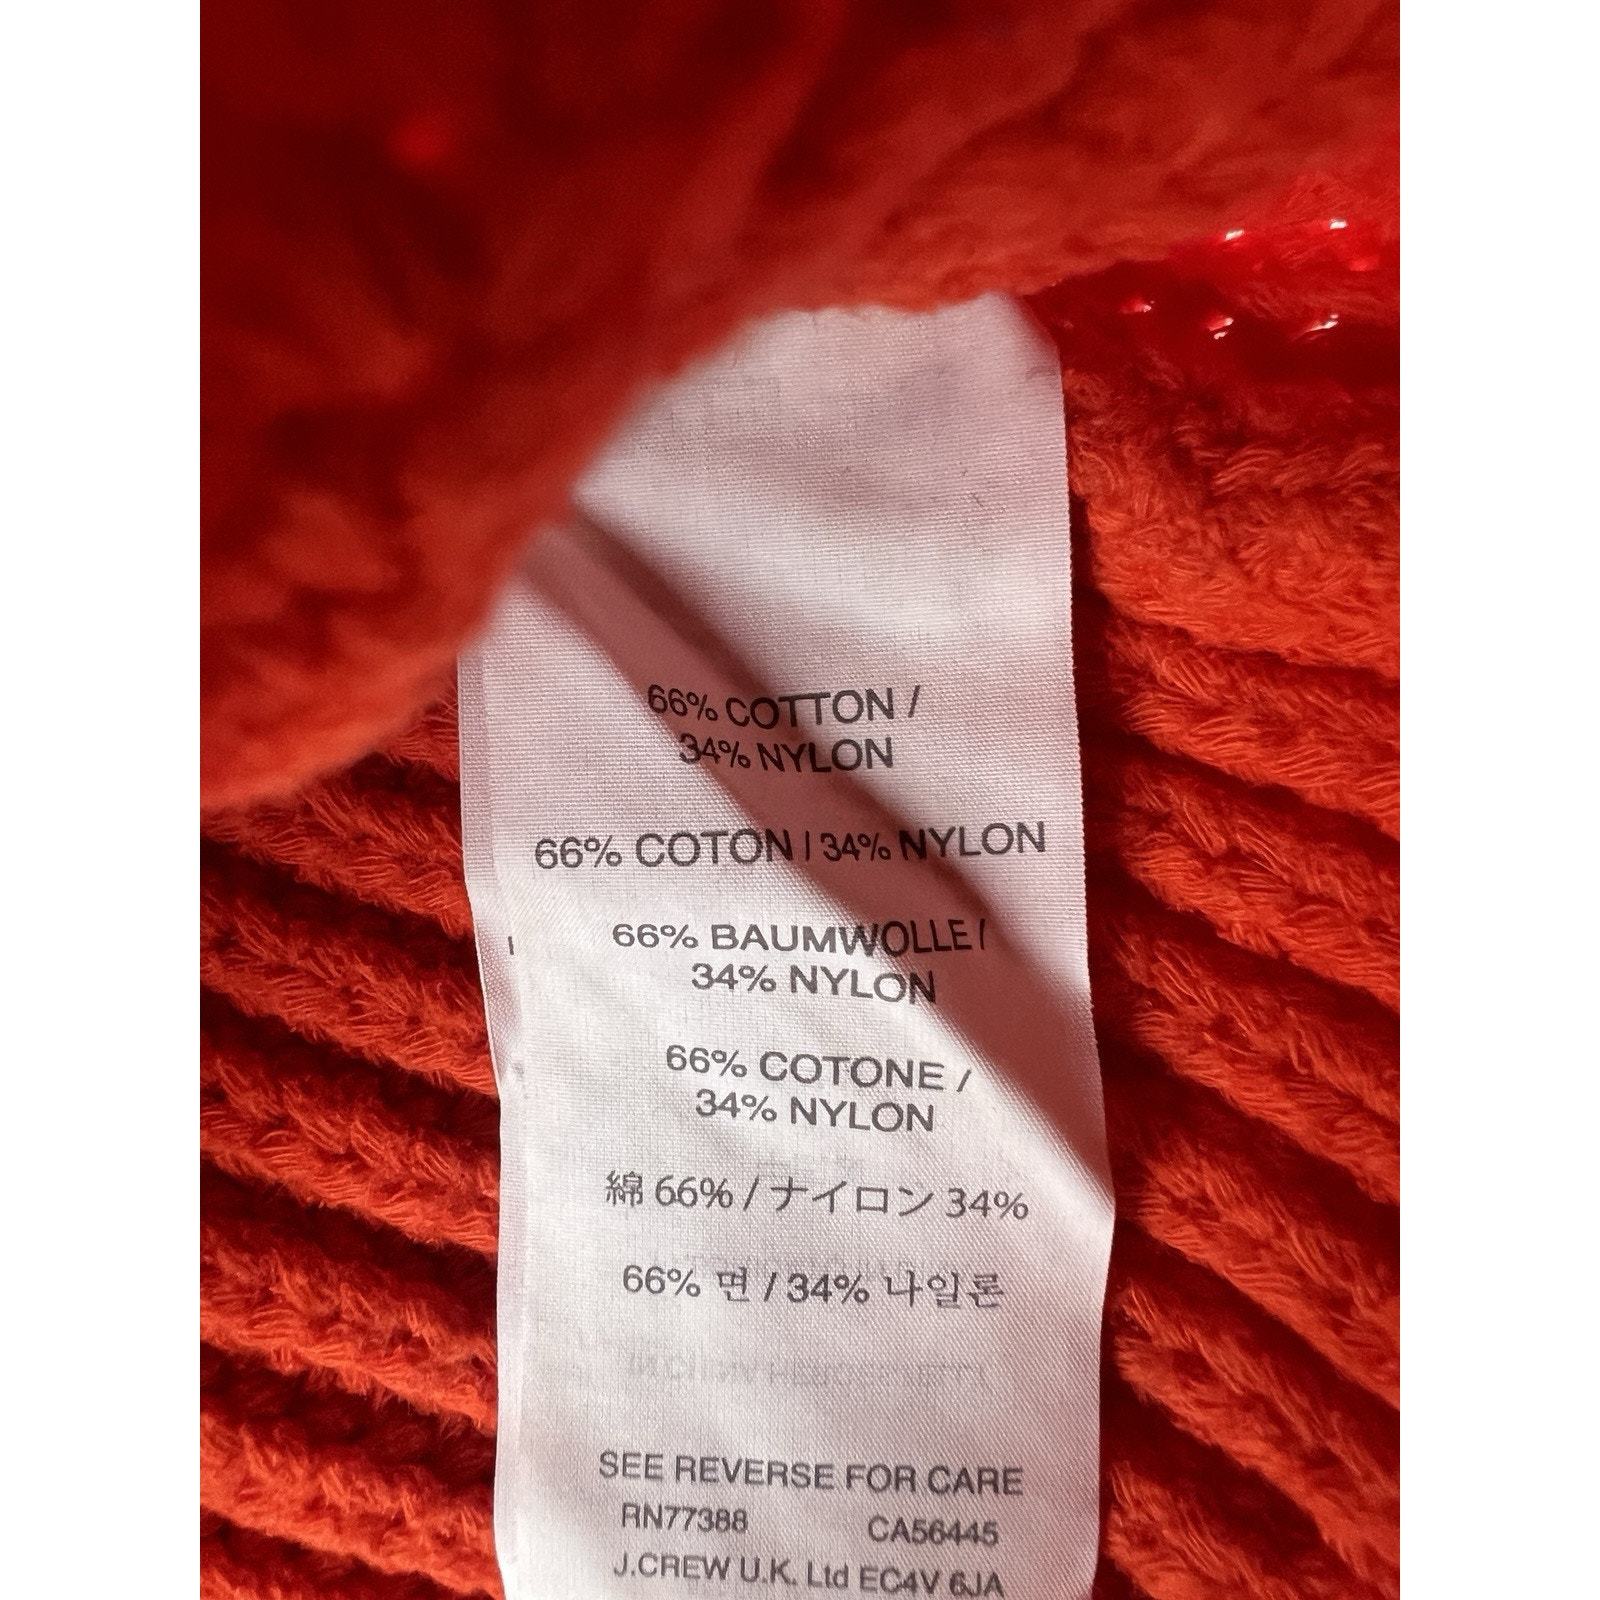 66% COTTON /
34% NYLON
66% COTON / 34% NYLON
66% BAUMWOLLE /
34% NYLON
66% COTONE /
34% NYLON
綿 66% / ナイロン 34%
66% 면 / 34% 나일론
SEE REVERSE FOR CARE
RN77388 CA56445
J.CREW U.K. Ltd EC4V 6JA